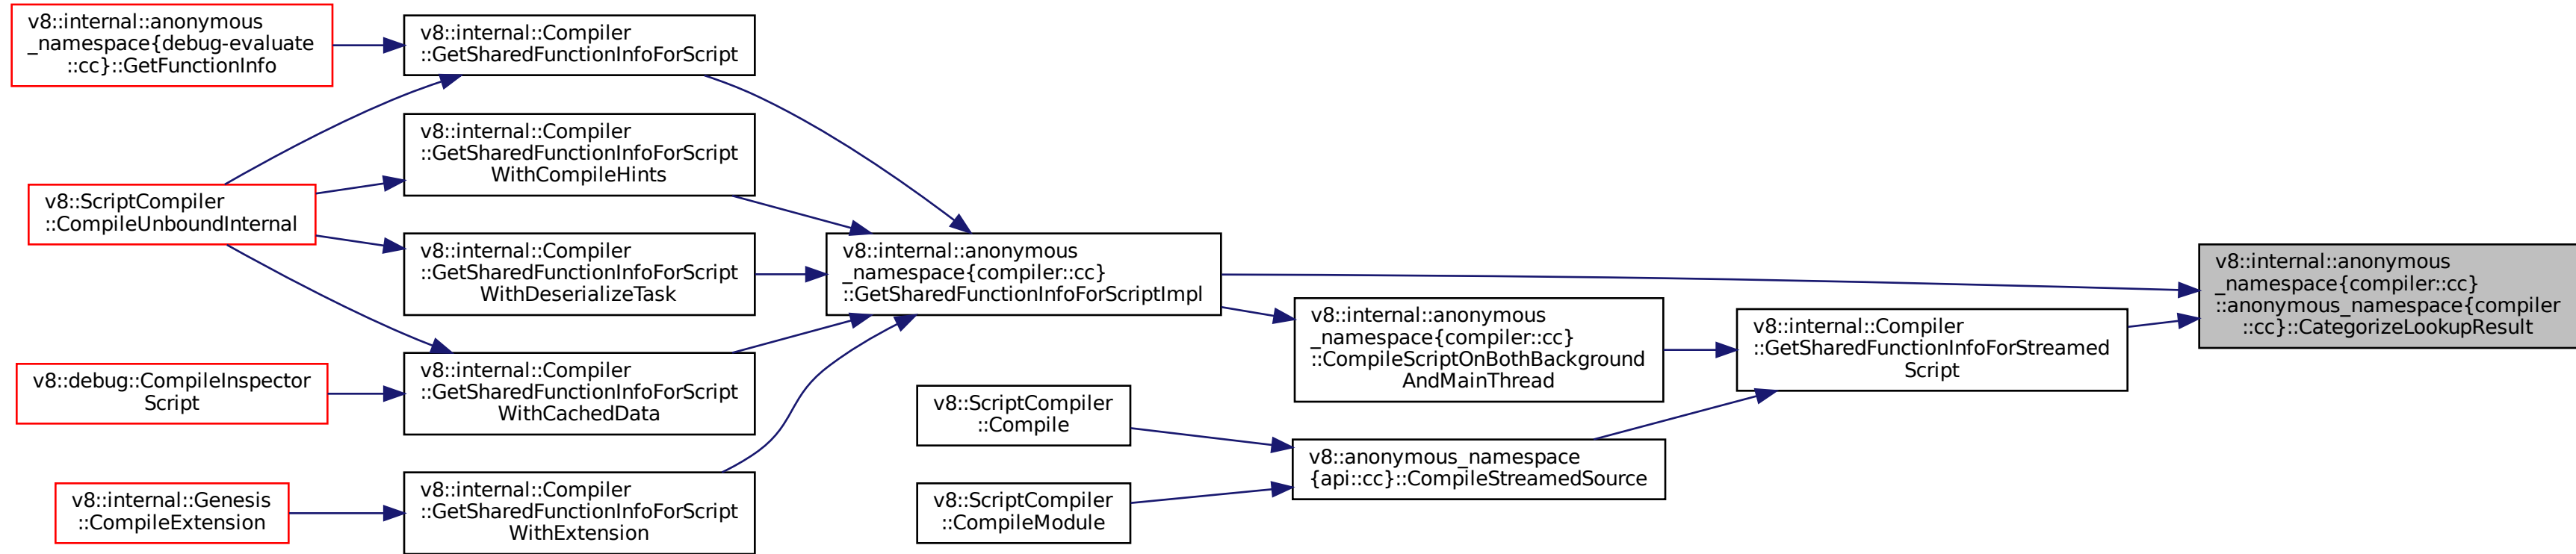 v8::internal::anonymous
_namespace{debug-evaluate
::cc}::GetFunctionInfo
v8::ScriptCompiler
::CompileUnboundInternal
v8::debug::CompileInspector
Script
v8::internal::Genesis
::CompileExtension
v8::internal::Compiler
::GetSharedFunctionInfoForScript
v8::internal::Compiler
::GetSharedFunctionInfoForScript
WithCompileHints
v8::internal::Compiler
::GetSharedFunctionInfoForScript
WithDeserializeTask
v8::internal::Compiler
::GetSharedFunctionInfoForScript
WithCachedData
v8::internal::Compiler
::GetSharedFunctionInfoForScript
WithExtension
v8::internal::anonymous
_namespace{compiler::cc}
::GetSharedFunctionInfoForScriptImpl
v8::ScriptCompiler
::Compile
v8::ScriptCompiler
::CompileModule
v8::internal::anonymous
_namespace{compiler::cc}
::CompileScriptOnBothBackground
AndMainThread
v8::anonymous_namespace
{api::cc}::CompileStreamedSource
v8::internal::Compiler
::GetSharedFunctionInfoForStreamed
Script
v8::internal::anonymous
_namespace{compiler::cc}
::anonymous_namespace{compiler
::cc}::CategorizeLookupResult